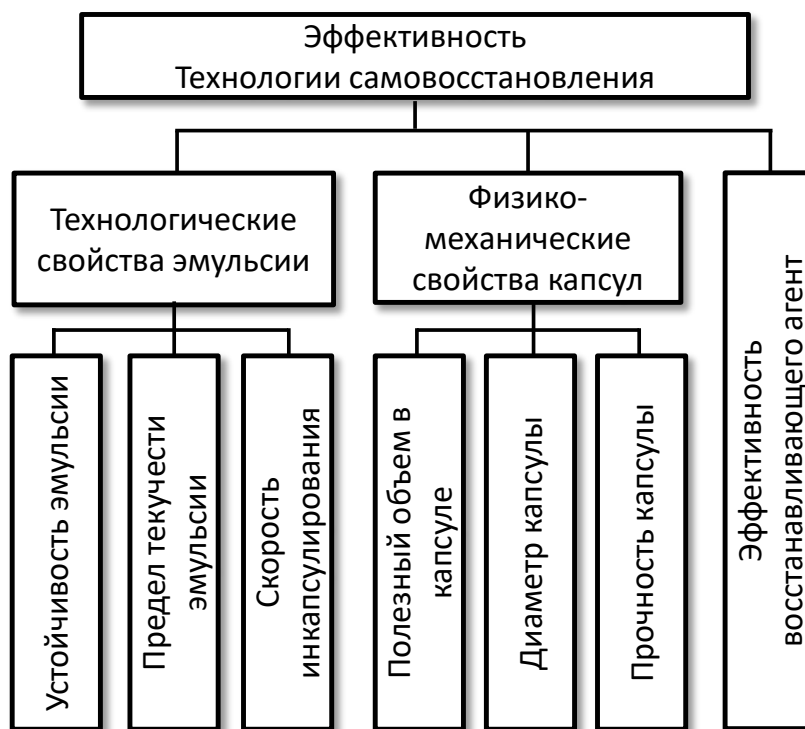 Эффективность
Технологии самовосстановления
Технологические
свойства эмульсии
Физико-
механические
свойства капсул
Эффективность
восстанавливающего агент
Устойчивость эмульсии
Предел текучести
эмульсии
Скорость
инкапсулирования
Полезный объем в
капсуле
Диаметр капсулы
Прочность капсулы